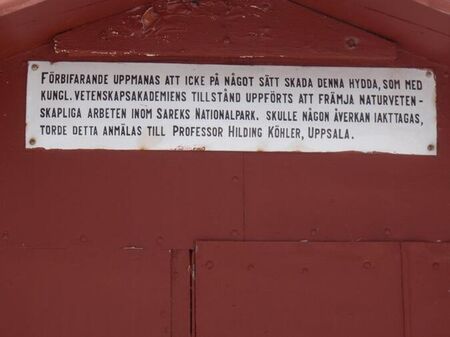 FÖRBIFARANDE UPPMANAS ATT ICKE PÅ NÅGOT SÄTT SKADA DENNA HYDDA, SOM MED
KUNGL. VETENSKAPSAKADEMIENS TILLSTÅND UPPFÖRTS ATT FRÄMJA NATURVETEN-
SKAPLIGA ARBETEN INOM SAREKS NATIONALPARK. SKULLE NÅGON ÅVERKAN IAKTTAGAS,
TORDE DETTA ANMÄLAS TILL PROFESSOR HILDING KÖHLER, UPPSALA.